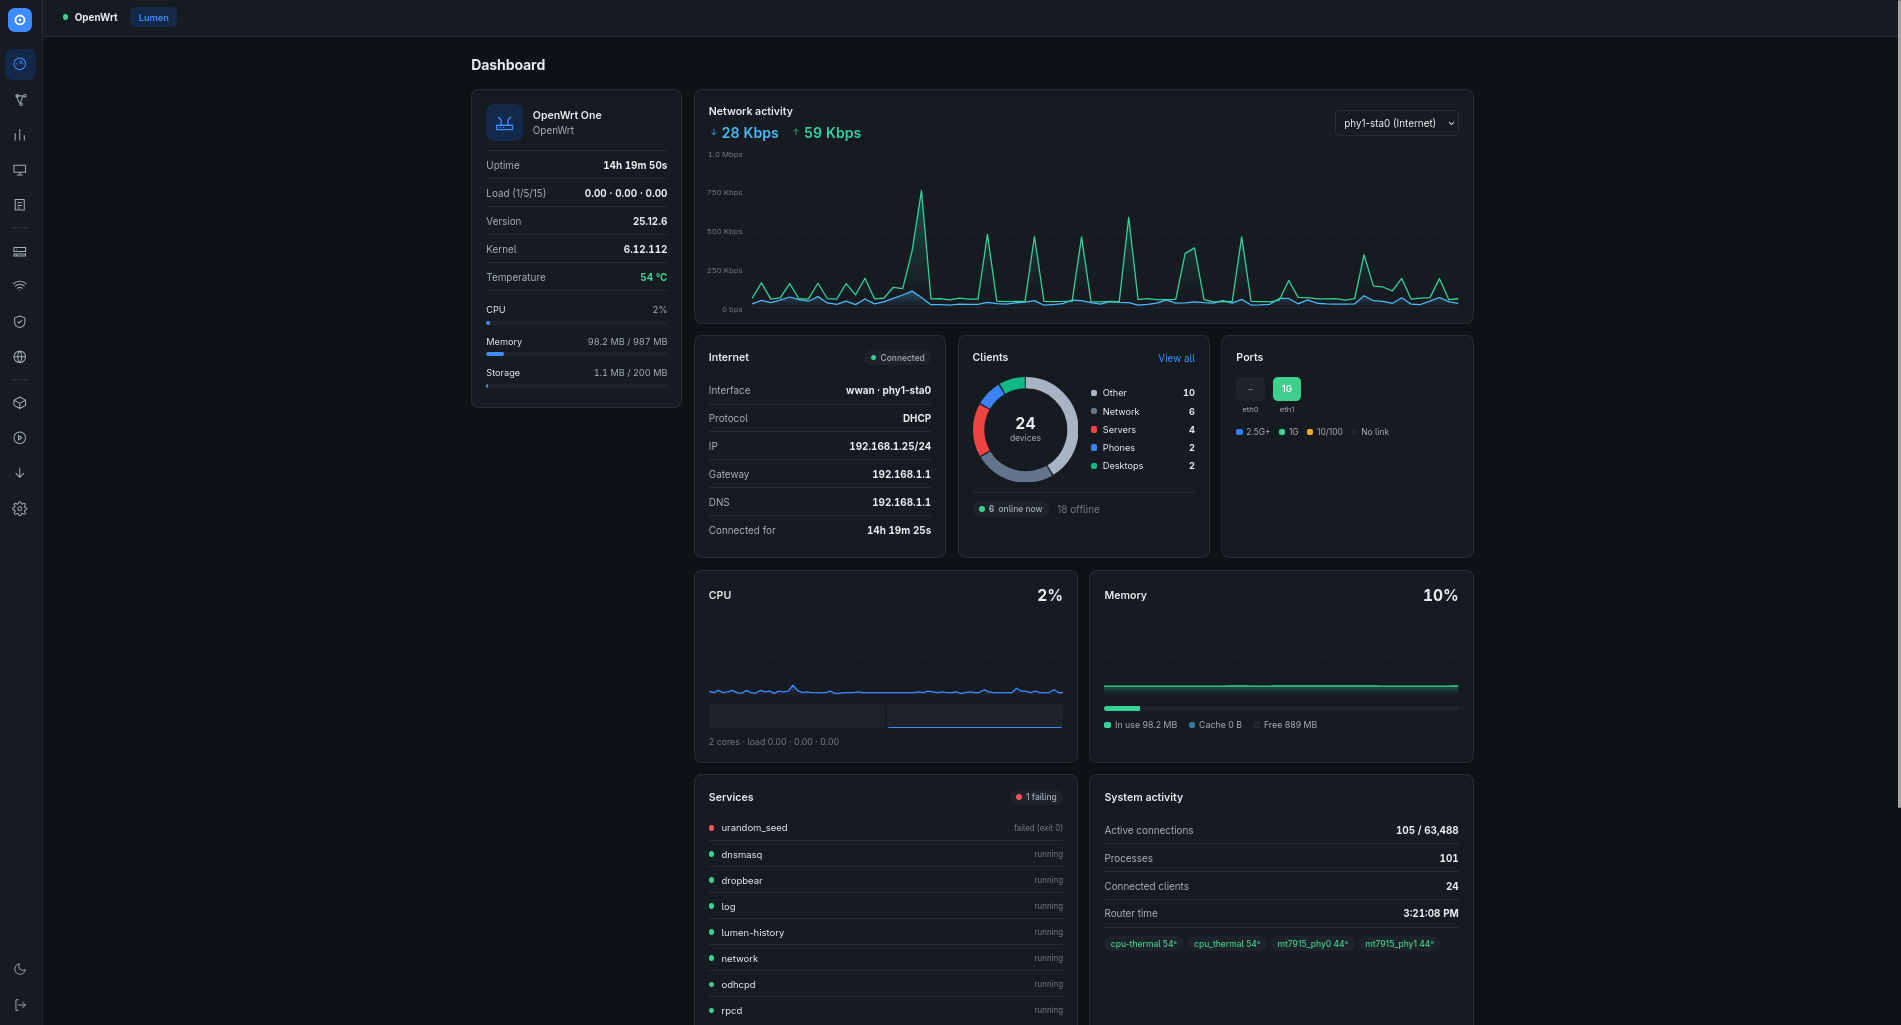 OpenWrt Lumen
Dashboard
OpenWrt One
OpenWrt
Uptime 14h 19m 50s
Load (1/5/15) 0.00 · 0.00 · 0.00
Version 25.12.6
Kernel 6.12.112
Temperature 54 °C
CPU 2%
Memory 98.2 MB / 987 MB
Storage 1.1 MB / 200 MB
Network activity
↓ 28 Kbps ↑ 59 Kbps
phy1-sta0 (Internet)
1.0 Mbps
750 Kbps
500 Kbps
250 Kbps
0 bps
Internet Connected
Interface wwan · phy1-sta0
Protocol DHCP
IP 192.168.1.25/24
Gateway 192.168.1.1
DNS 192.168.1.1
Connected for 14h 19m 25s
Clients View all
24
devices
Other 10
Network 6
Servers 4
Phones 2
Desktops 2
6 online now 18 offline
Ports
– 1G
eth0 eth1
2.5G+ 1G 10/100 No link
CPU 2%
2 cores · load 0.00 · 0.00 · 0.00
Memory 10%
In use 98.2 MB Cache 0 B Free 889 MB
Services 1 failing
urandom_seed failed (exit 0)
dnsmasq running
dropbear running
log running
lumen-history running
network running
odhcpd running
rpcd running
System activity
Active connections 105 / 63,488
Processes 101
Connected clients 24
Router time 3:21:08 PM
cpu-thermal 54° cpu_thermal 54° mt7915_phy0 44° mt7915_phy1 44°